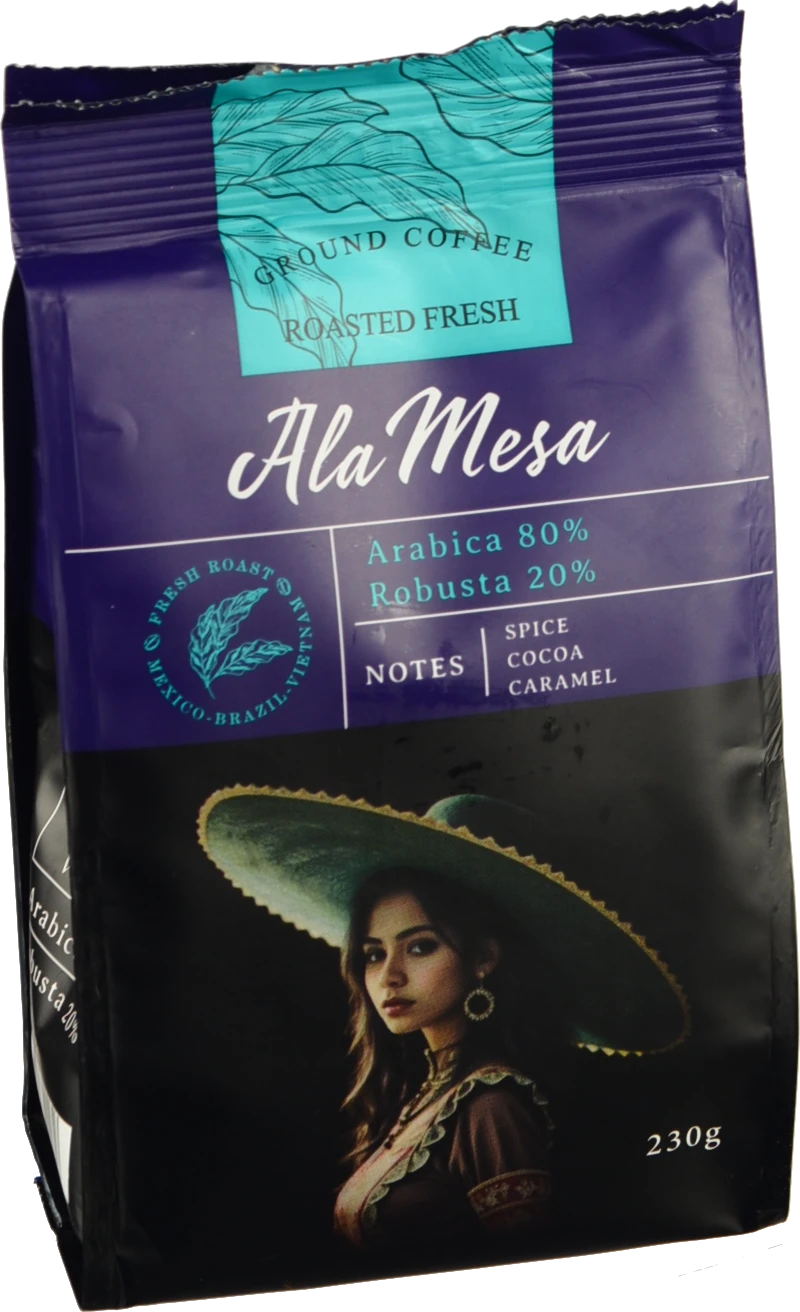 GROUND COFFEE
ROASTED FRESH
Ala Mesa
Arabica 80%
Robusta 20%
FRESH ROAST
MEXICO-BRAZIL-VIETNAM
NOTES
SPICE
COCOA
CARAMEL
230g
20%